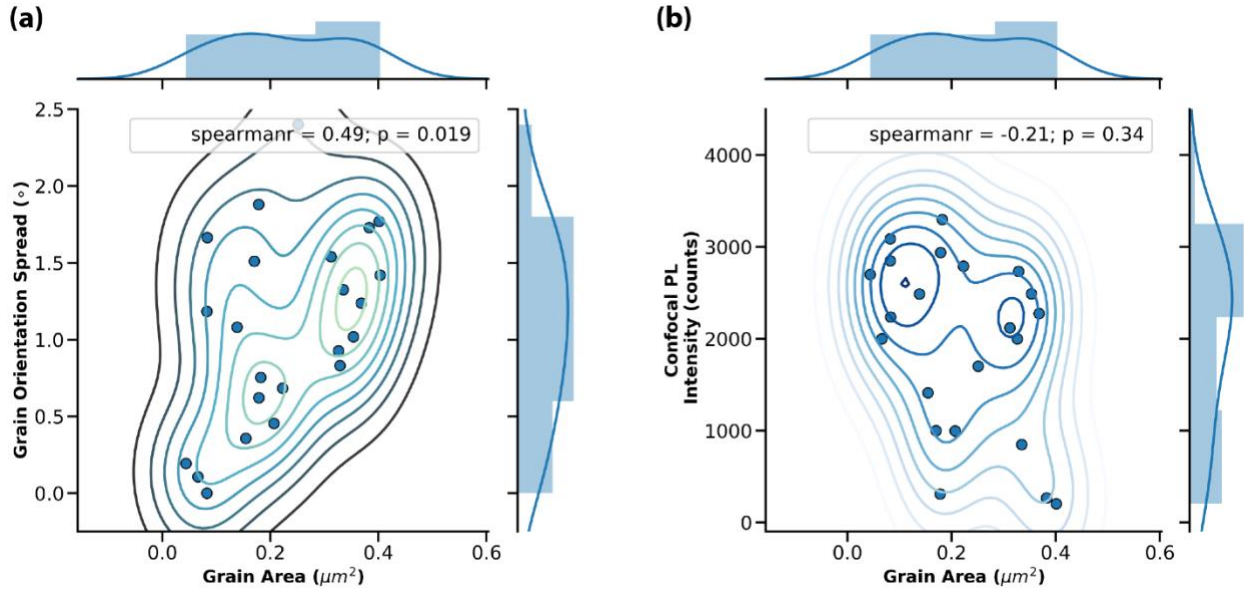 (a)
spearmanr = 0.49; p = 0.019
2.5
2.0
1.5
1.0
0.5
0.0
Grain Orientation Spread (∘)
0.0
0.2
0.4
0.6
Grain Area (μm²)
(b)
spearmanr = -0.21; p = 0.34
4000
3000
2000
1000
0
Confocal PL
Intensity (counts)
0.0
0.2
0.4
0.6
Grain Area (μm²)